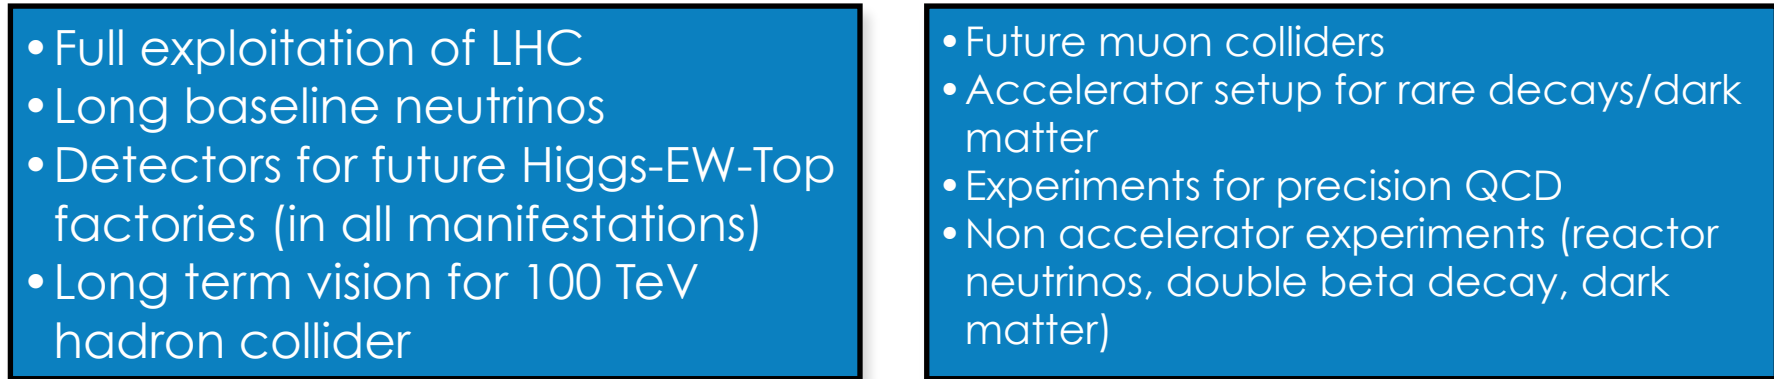 •Full exploitation of LHC
•Long baseline neutrinos
•Detectors for future Higgs-EW-Top
factories (in all manifestations)
•Long term vision for 100 TeV
hadron collider
•Future muon colliders
•Accelerator setup for rare decays/dark
matter
•Experiments for precision QCD
•Non accelerator experiments (reactor
neutrinos, double beta decay, dark
matter)